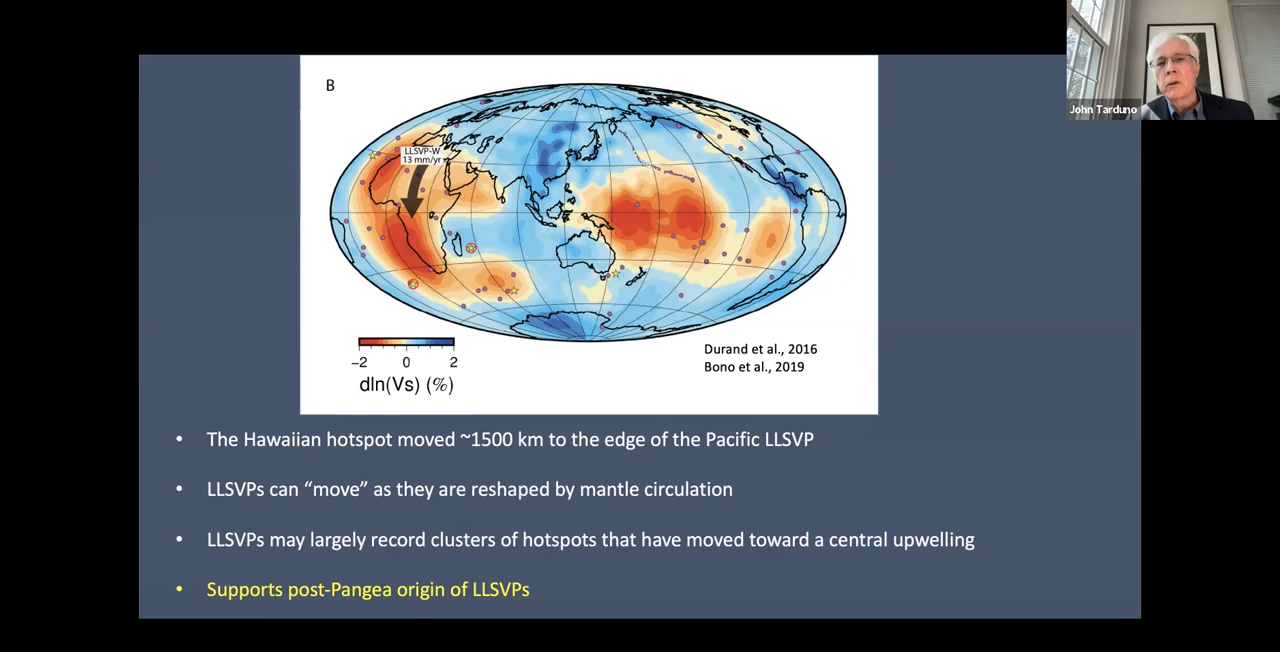 John Tarduno
B
LLSVP-W
13 mm/yr
−2 0 2
dln(Vs) (%)
Durand et al., 2016
Bono et al., 2019
• The Hawaiian hotspot moved ~1500 km to the edge of the Pacific LLSVP
• LLSVPs can “move” as they are reshaped by mantle circulation
• LLSVPs may largely record clusters of hotspots that have moved toward a central upwelling
• Supports post-Pangea origin of LLSVPs